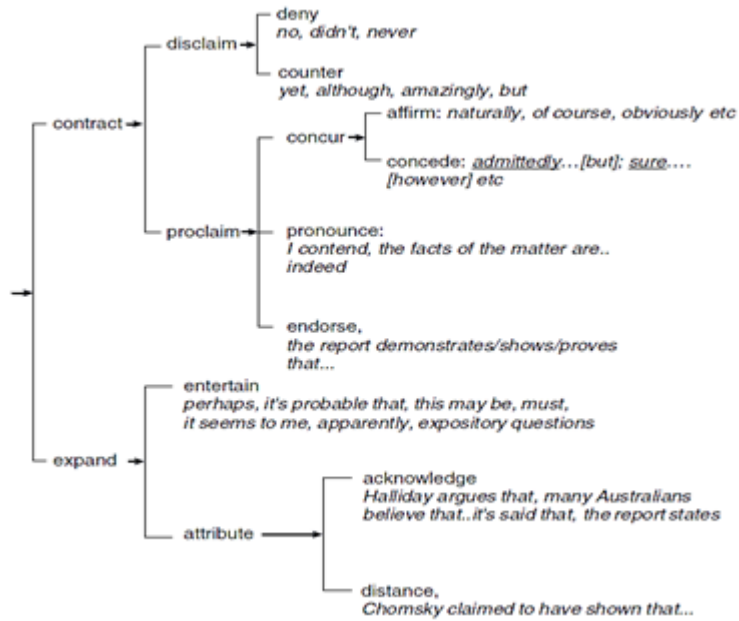 deny
no, didn't, never
disclaim
counter
yet, although, amazingly, but
contract
affirm: naturally, of course, obviously etc
concur
concede: admittedly...[but]; sure....
[however] etc
proclaim
pronounce:
I contend, the facts of the matter are..
indeed
endorse,
the report demonstrates/shows/proves
that...
entertain
perhaps, it's probable that, this may be, must,
it seems to me, apparently, expository questions
expand
acknowledge
Halliday argues that, many Australians
believe that..it's said that, the report states
attribute
distance,
Chomsky claimed to have shown that...